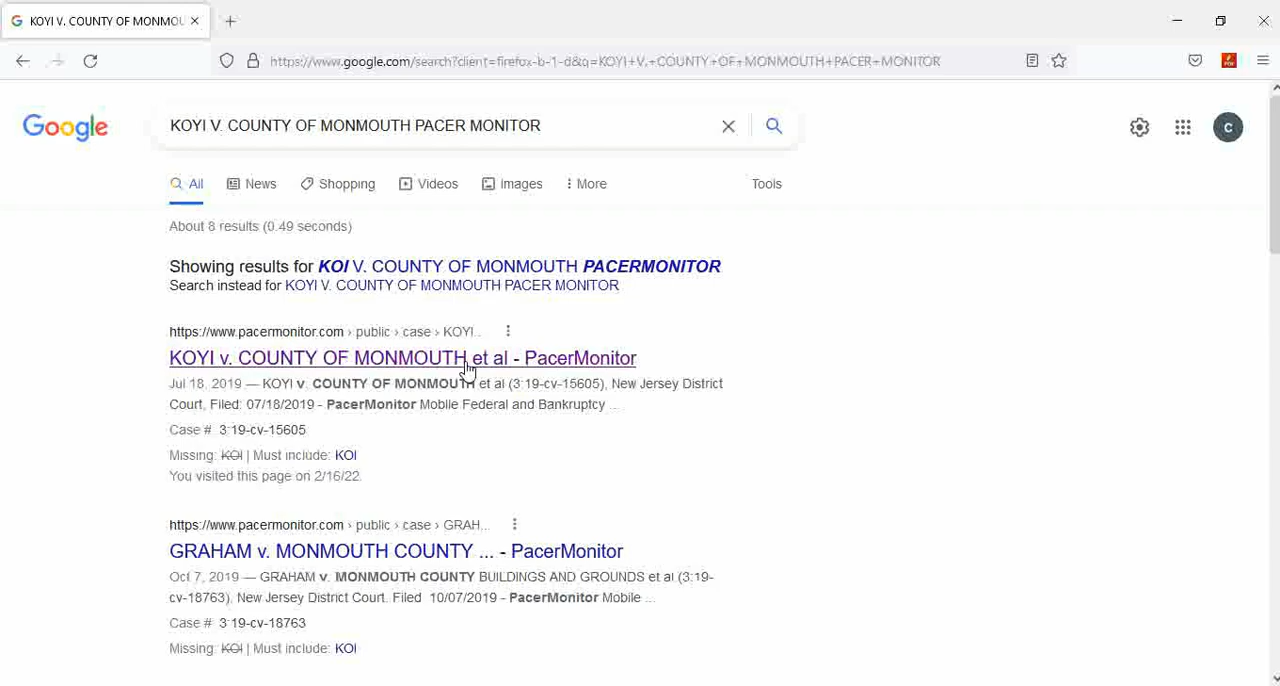 KOYI V. COUNTY OF MONMOU
https://www.google.com/search?client=firefox-b-1-d&q=KOYI+V.+COUNTY+OF+MONMOUTH+PACER+MONITOR
Google
KOYI V. COUNTY OF MONMOUTH PACER MONITOR
C
All News Shopping Videos Images More Tools
About 8 results (0.49 seconds)
Showing results for KOI V. COUNTY OF MONMOUTH PACERMONITOR
Search instead for KOYI V. COUNTY OF MONMOUTH PACER MONITOR
https://www.pacermonitor.com › public › case › KOYI...
KOYI v. COUNTY OF MONMOUTH et al - PacerMonitor
Jul 18, 2019 — KOYI v. COUNTY OF MONMOUTH et al (3:19-cv-15605), New Jersey District
Court, Filed: 07/18/2019 - PacerMonitor Mobile Federal and Bankruptcy ...
Case # 3:19-cv-15605
Missing: KOI | Must include: KOI
You visited this page on 2/16/22.
https://www.pacermonitor.com › public › case › GRAH...
GRAHAM v. MONMOUTH COUNTY ... - PacerMonitor
Oct 7, 2019 — GRAHAM v. MONMOUTH COUNTY BUILDINGS AND GROUNDS et al (3:19-
cv-18763), New Jersey District Court, Filed: 10/07/2019 - PacerMonitor Mobile ...
Case # 3:19-cv-18763
Missing: KOI | Must include: KOI